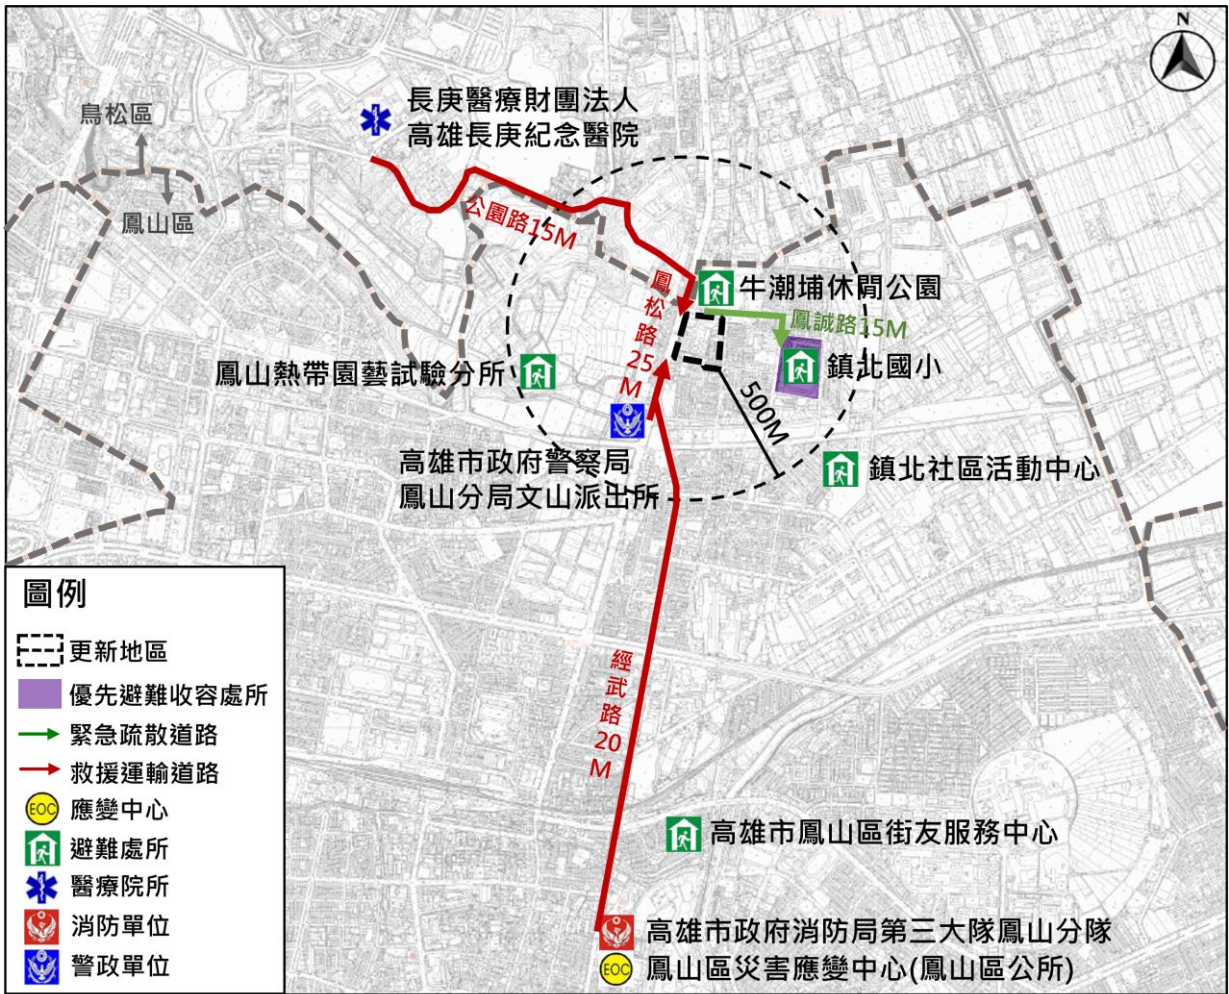 N
長庚醫療財團法人
高雄長庚紀念醫院
鳥松區
鳳山區
公園路15M
鳳松路25M
牛潮埔休閒公園
鳳誠路15M
鎮北國小
鳳山熱帶園藝試驗分所
500M
高雄市政府警察局
鳳山分局文山派出所
鎮北社區活動中心
經武路20M
高雄市鳳山區街友服務中心
高雄市政府消防局第三大隊鳳山分隊
EOC
鳳山區災害應變中心(鳳山區公所)
圖例
更新地區
優先避難收容處所
緊急疏散道路
救援運輸道路
EOC
應變中心
避難處所
醫療院所
消防單位
警政單位